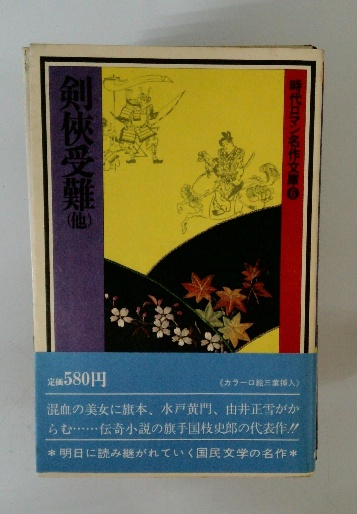 時代ロマン名作文庫6
剣侠受難
(他)
定価580円
《カラー口絵三葉挿入》
混血の美女に旗本、水戸黄門、由井正雪がか
らむ……伝奇小説の旗手国枝史郎の代表作!!
*明日に読み継がれていく国民文学の名作*